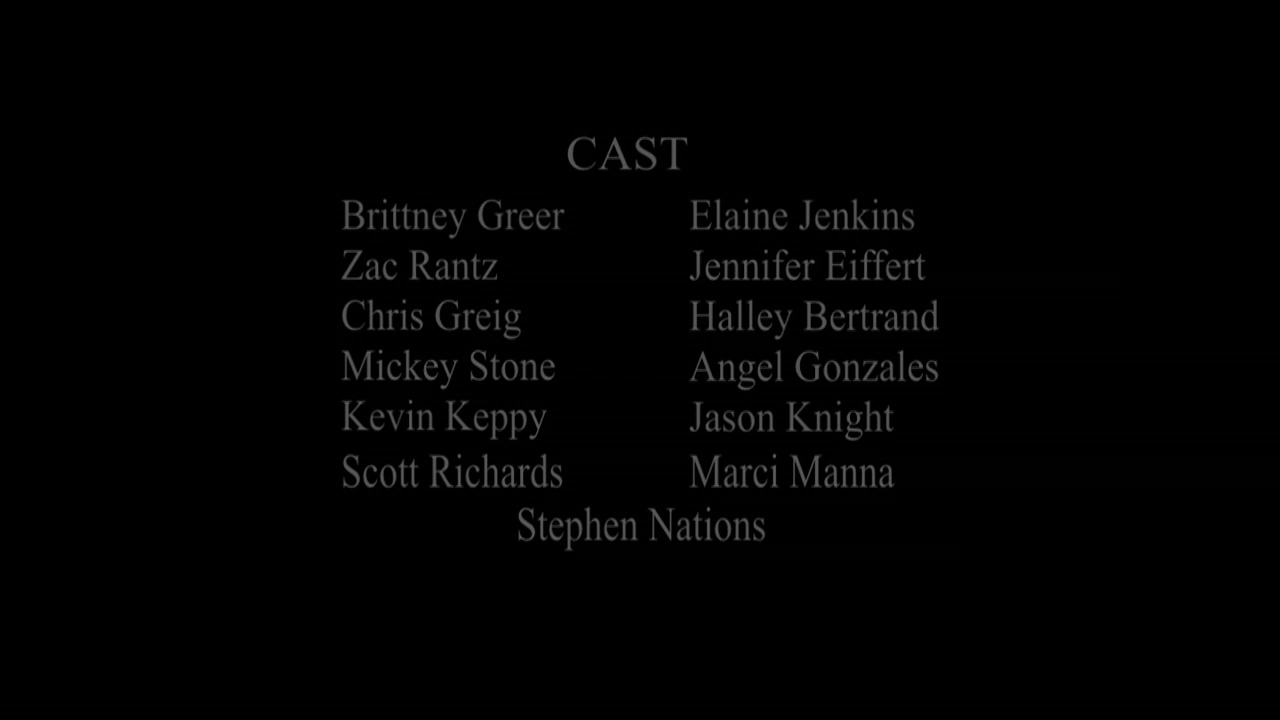 CAST
Brittney Greer Elaine Jenkins
Zac Rantz Jennifer Eiffert
Chris Greig Halley Bertrand
Mickey Stone Angel Gonzales
Kevin Keppy Jason Knight
Scott Richards Marci Manna
Stephen Nations